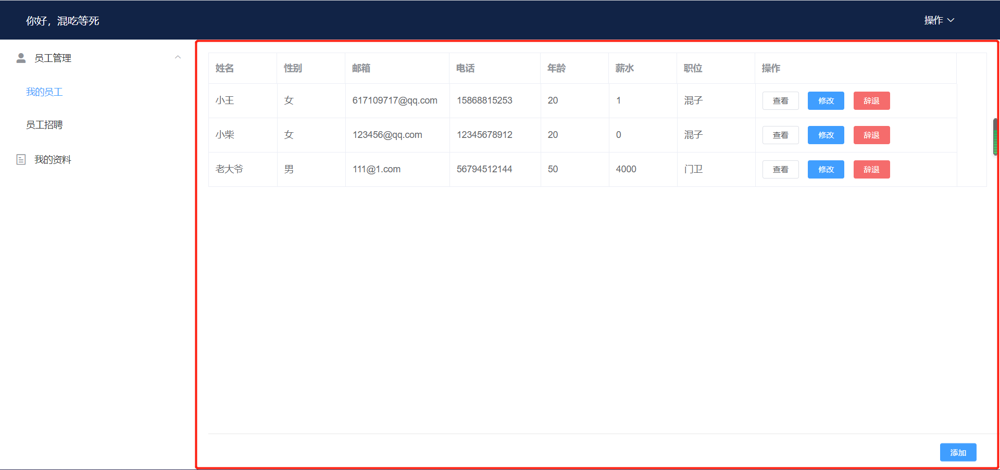 你好，混吃等死
操作
员工管理
我的员工
员工招聘
我的资料
姓名 性别 邮箱 电话 年龄 薪水 职位 操作
小王 女 617109717@qq.com 15868815253 20 1 混子 查看 修改 辞退
小柴 女 123456@qq.com 12345678912 20 0 混子 查看 修改 辞退
老大爷 男 111@1.com 56794512144 50 4000 门卫 查看 修改 辞退
添加